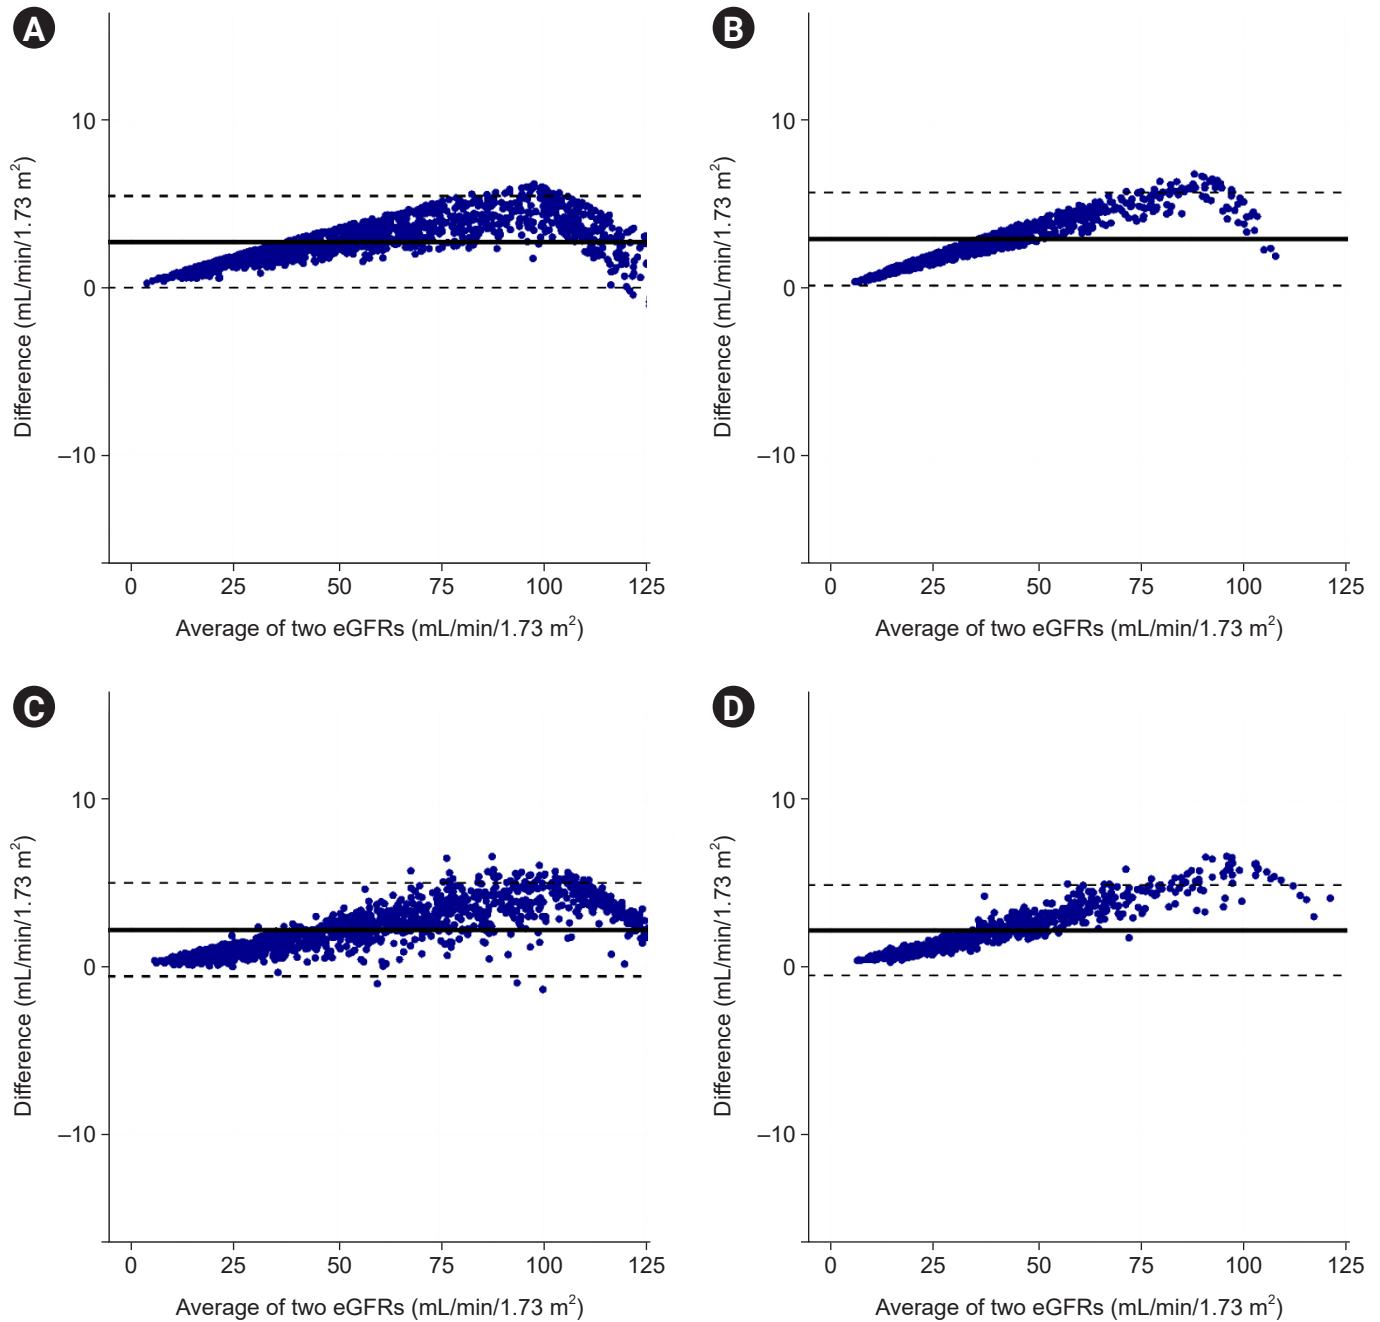 A
Difference (mL/min/1.73 m²)
10
0
–10
0 25 50 75 100 125
Average of two eGFRs (mL/min/1.73 m²)
B
Difference (mL/min/1.73 m²)
10
0
–10
0 25 50 75 100 125
Average of two eGFRs (mL/min/1.73 m²)
C
Difference (mL/min/1.73 m²)
10
0
–10
0 25 50 75 100 125
Average of two eGFRs (mL/min/1.73 m²)
D
Difference (mL/min/1.73 m²)
10
0
–10
0 25 50 75 100 125
Average of two eGFRs (mL/min/1.73 m²)